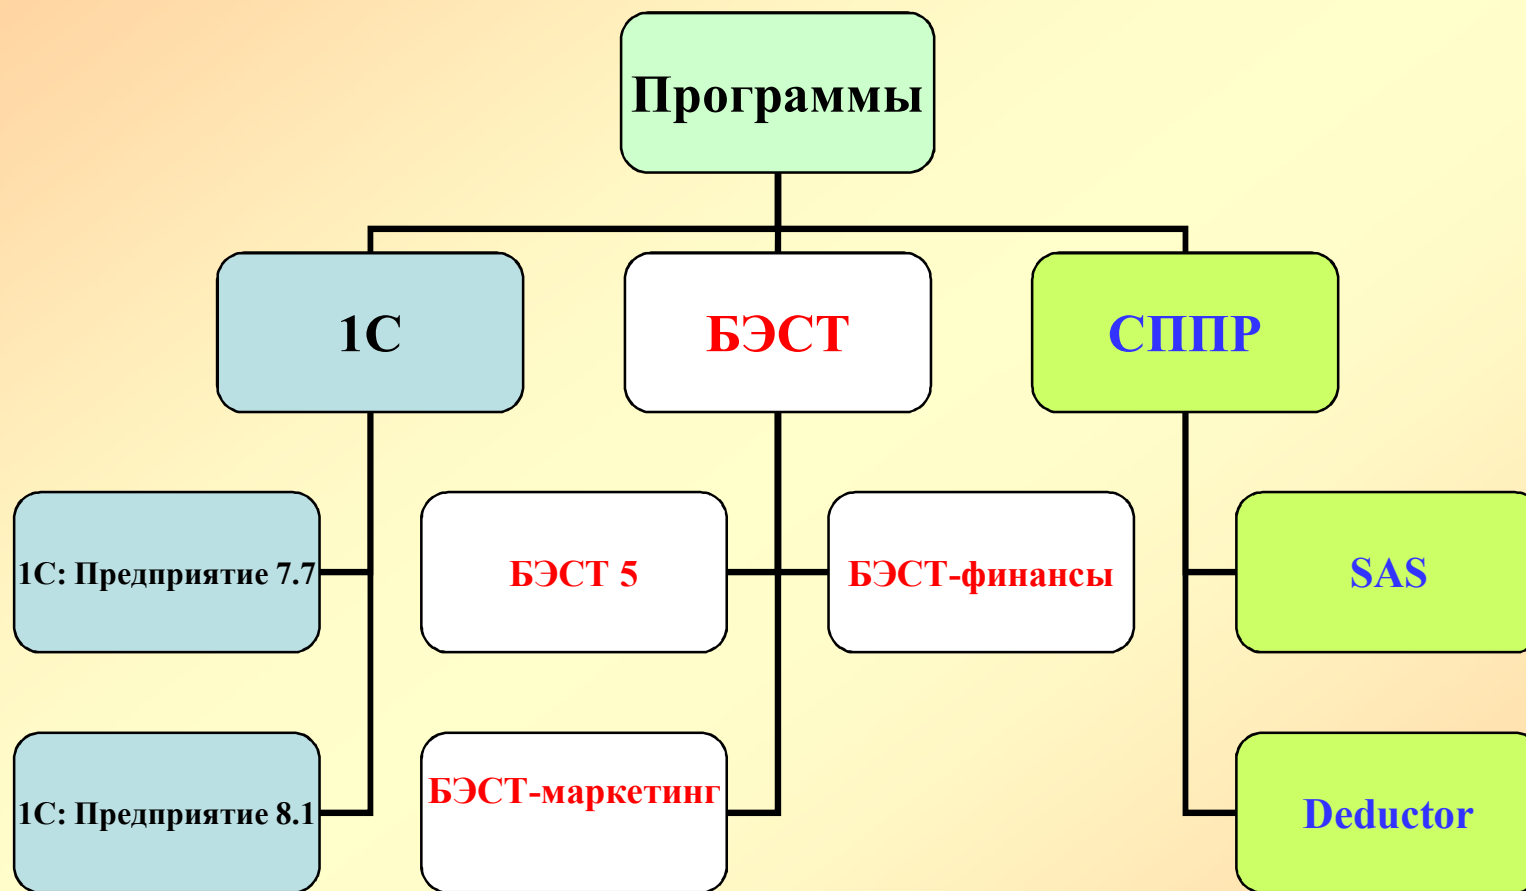 Программы
1С
БЭСТ
СППР
1С: Предприятие 7.7
БЭСТ 5
БЭСТ-финансы
SAS
1С: Предприятие 8.1
БЭСТ-маркетинг
Deductor